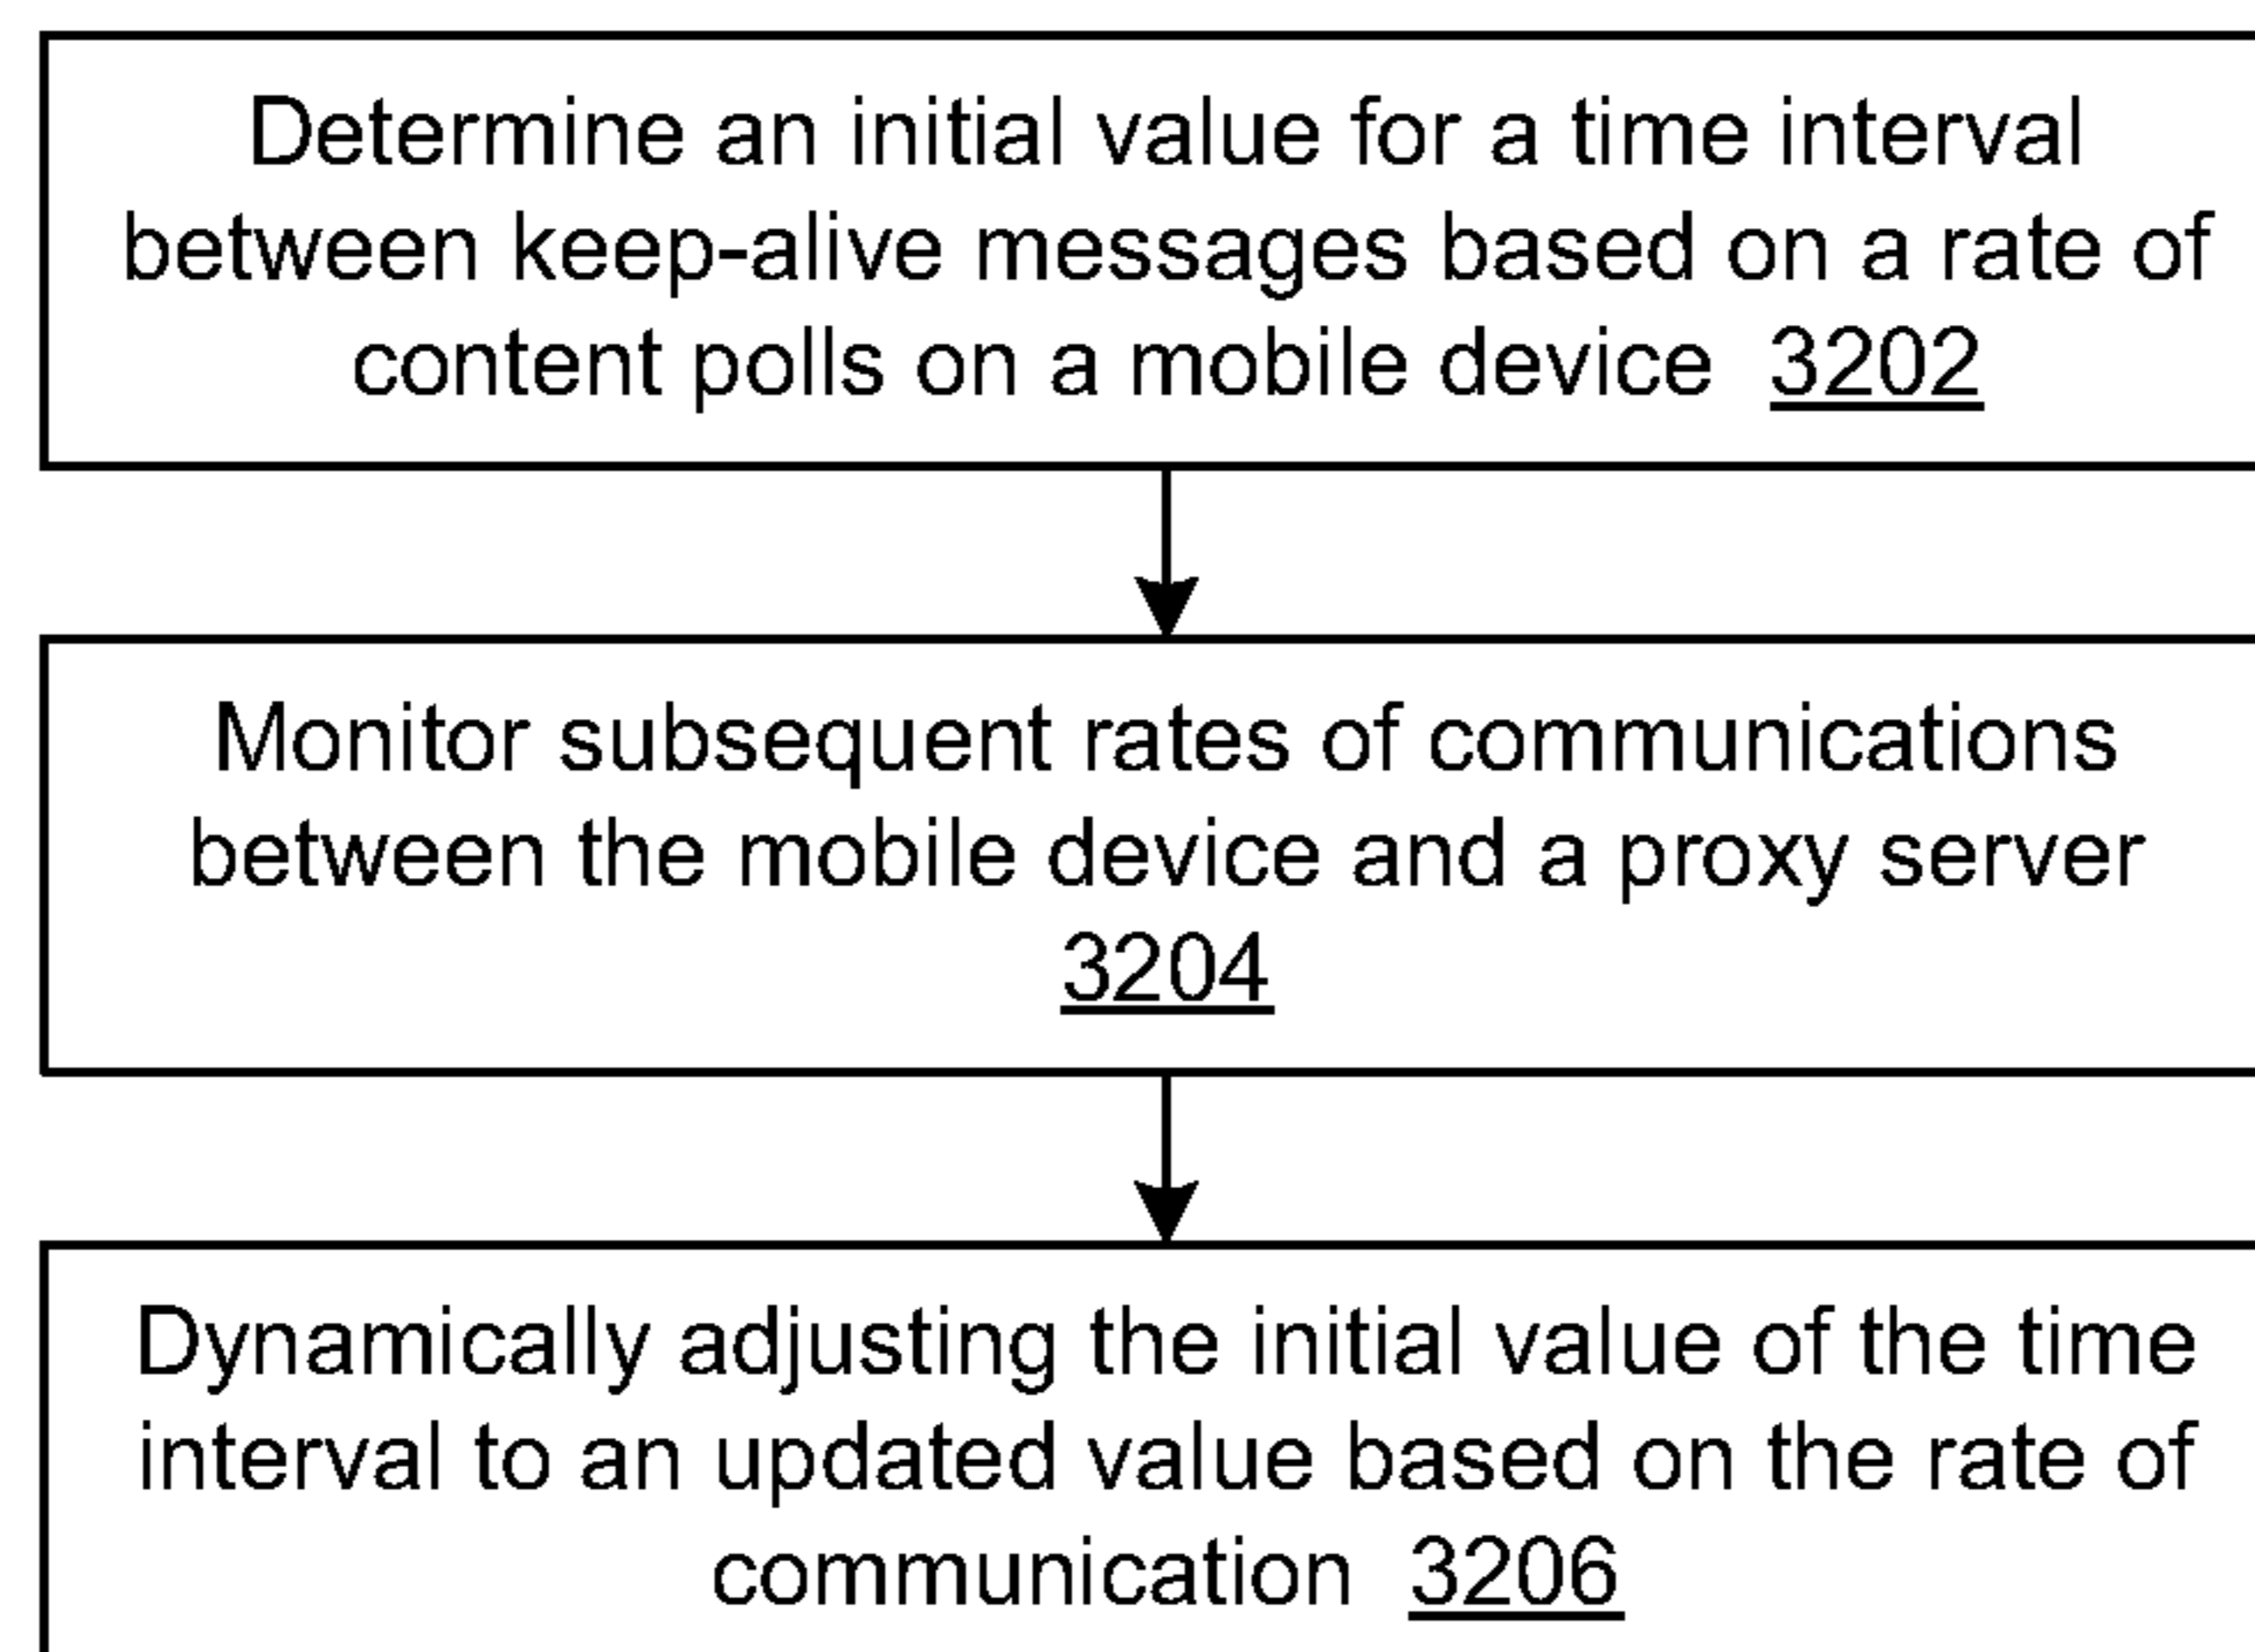 Determine an initial value for a time interval
between keep-alive messages based on a rate of
content polls on a mobile device 3202
Monitor subsequent rates of communications
between the mobile device and a proxy server
3204
Dynamically adjusting the initial value of the time
interval to an updated value based on the rate of
communication 3206